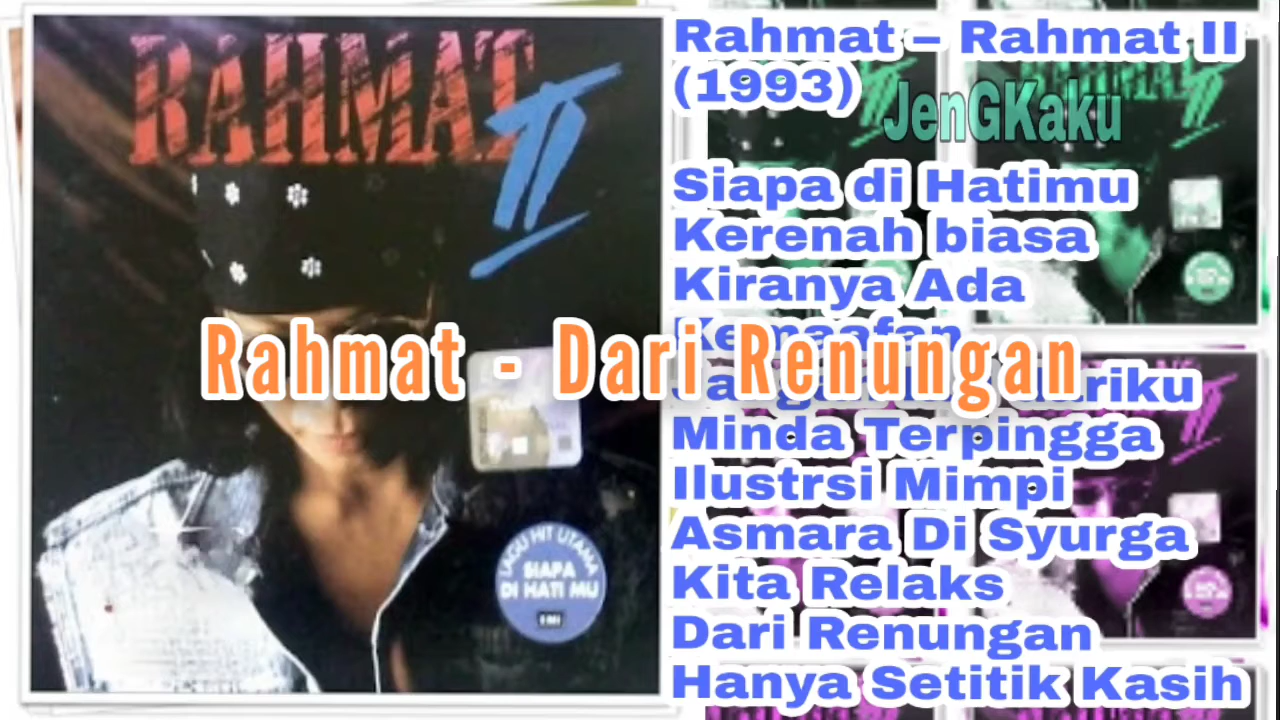 RAHMAT
II
LAGU HIT UTAMA
SIAPA
DI HATI MU
EMI
Rahmat - Dari Renungan
Rahmat – Rahmat II
(1993)
JenGKaku
Siapa di Hatimu
Kerenah biasa
Kiranya Ada
Kemaafan
Minda Terpingga
Ilustrsi Mimpi
Asmara Di Syurga
Kita Relaks
Dari Renungan
Hanya Setitik Kasih